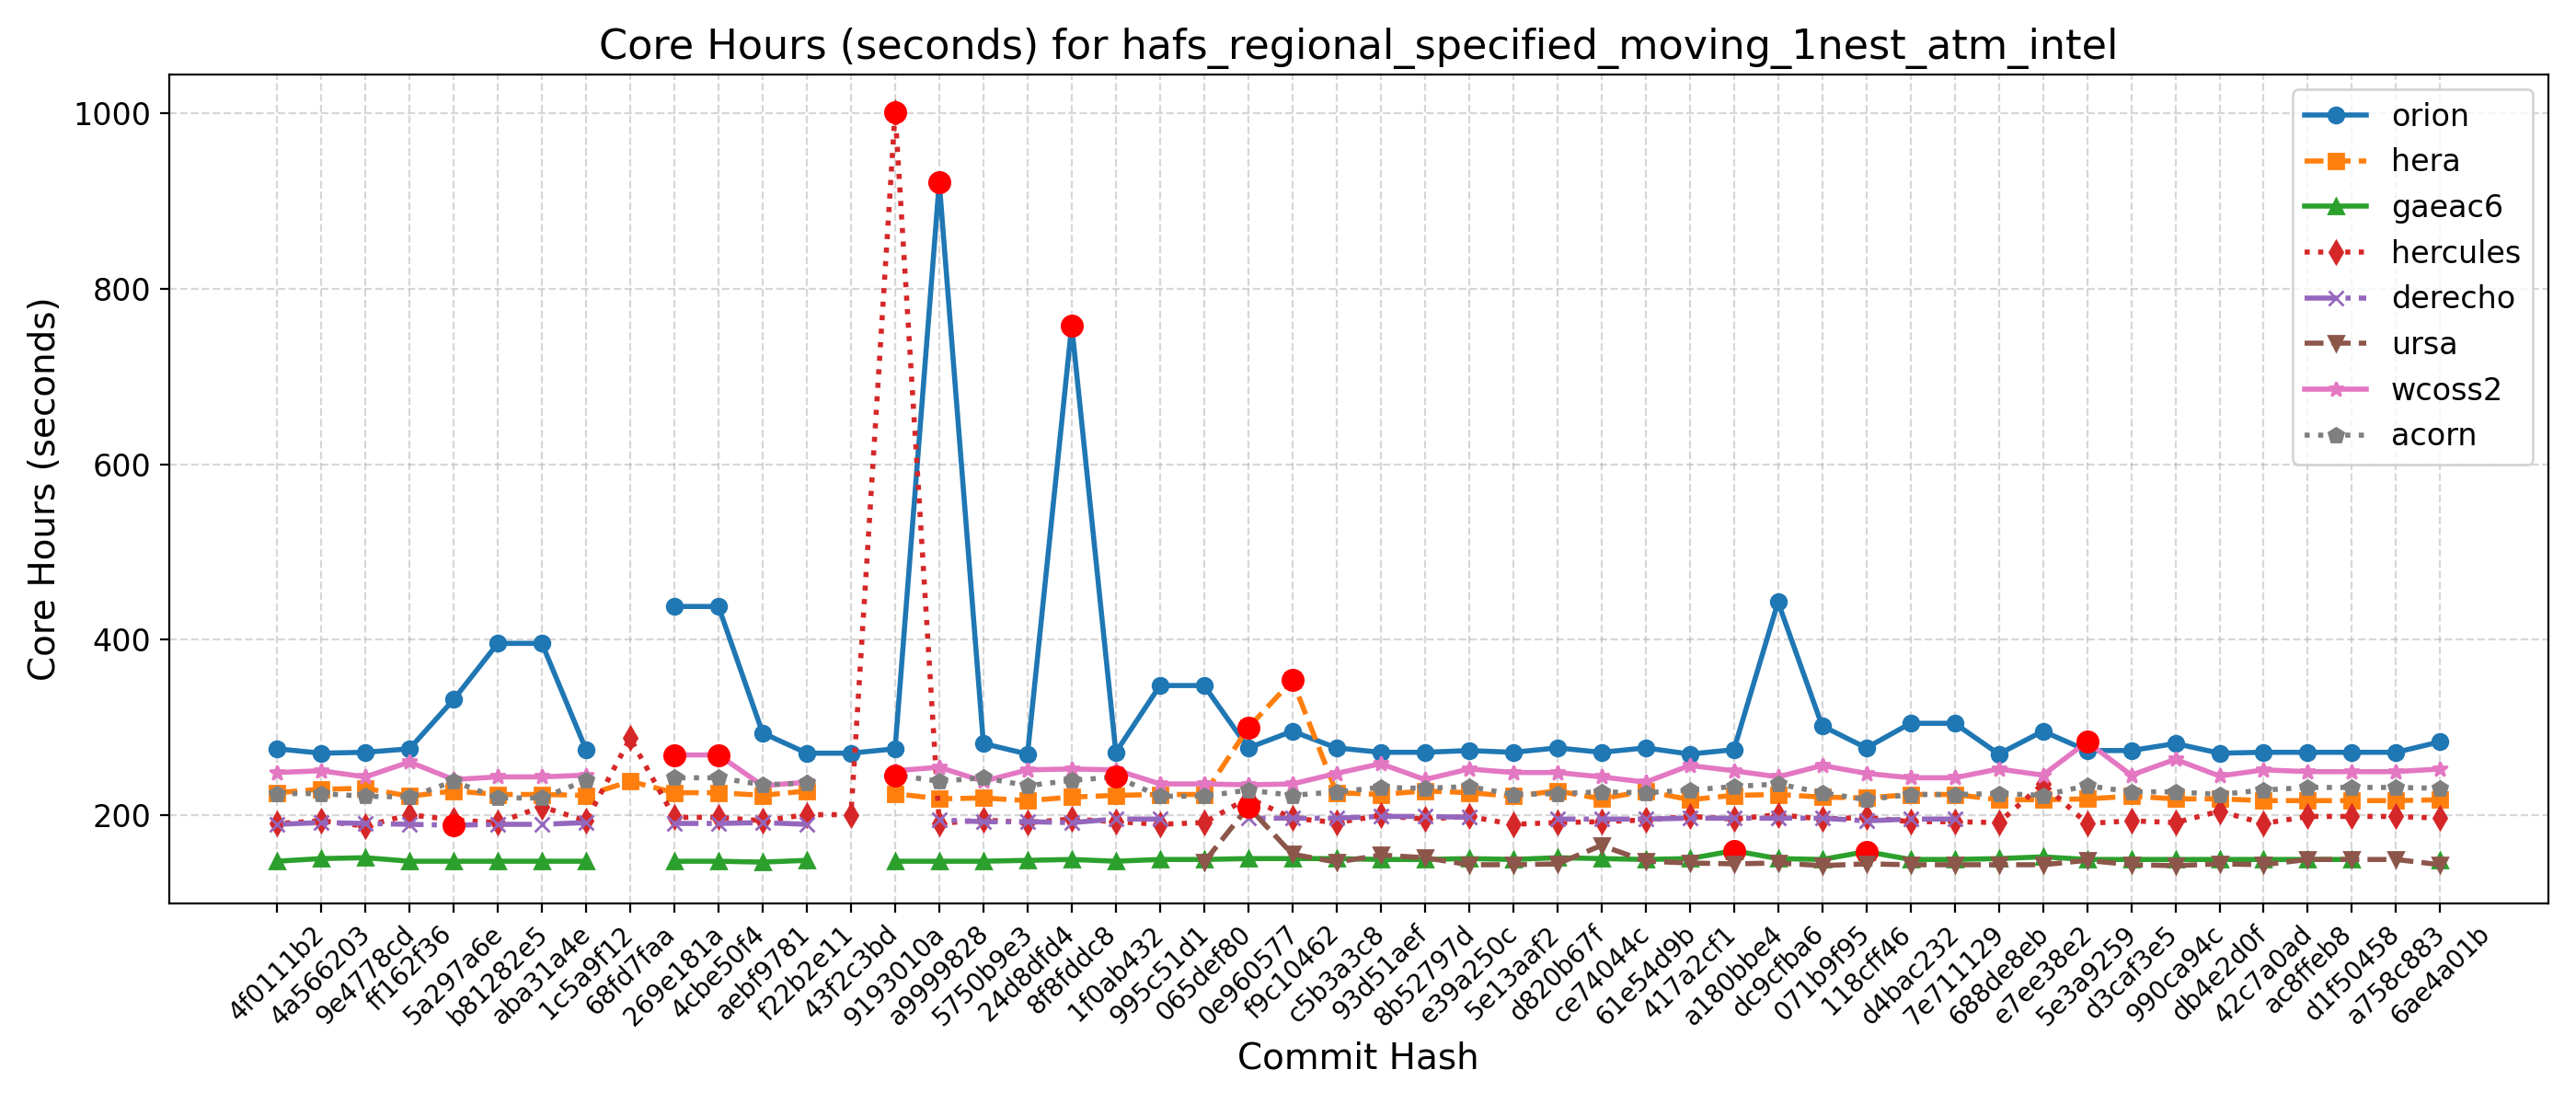 Core Hours (seconds) for hafs_regional_specified_moving_1nest_atm_intel
Core Hours (seconds)
1000
800
600
400
200
orion
hera
gaeac6
hercules
derecho
ursa
wcoss2
acorn
4f0111b2
4a566203
9e4778cd
ff162f36
5a297a6e
b81282e5
aba31a4e
1c5a9f12
68fd7faa
269e181a
4cbe50f4
aebf9781
f22b2e11
43f2c3bd
9193010a
a9999828
5750b9e3
24d8dfd4
8f8fddc8
1f0ab432
995c51d1
065def80
0e960577
f9c10462
c5b3a3c8
93d51aef
8b52797d
e39a250c
5e13aaf2
d820b67f
ce74044c
61e54d9b
417a2cf1
a180bbe4
dc9cfba6
071b9f95
118cff46
d4bac232
7e711129
688de8eb
e7ee38e2
5e3a9259
d3caf3e5
990ca94c
db4e2d0f
42c7a0ad
ac8ffeb8
d1f50458
a758c883
6ae4a01b
Commit Hash